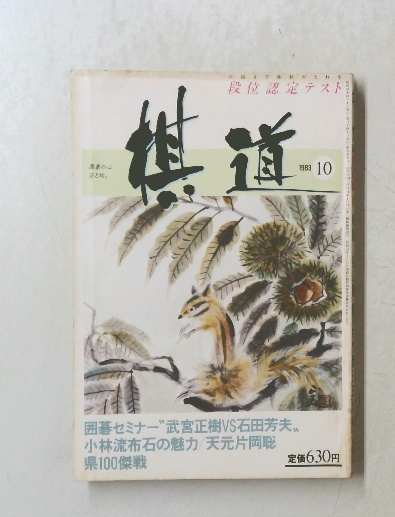 段位認定テスト
棋道
1983 10
囲碁セミナー“武宮正樹VS石田芳夫〟
小林流布石の魅力/天元片岡聡
県100傑戦
定価630円